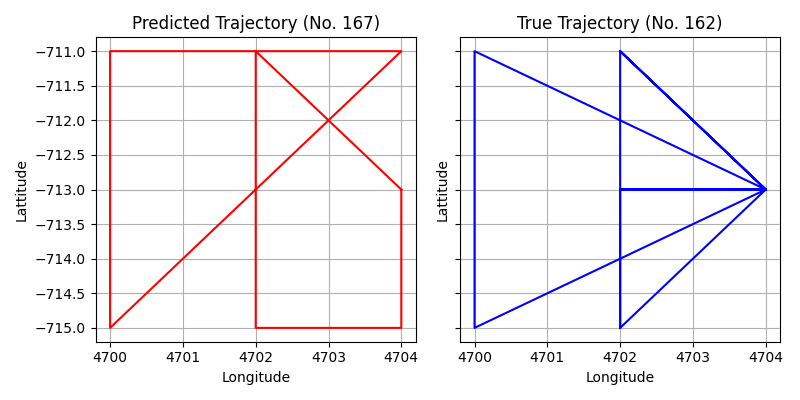 Predicted Trajectory (No. 167)
True Trajectory (No. 162)
−711.0
−711.5
−712.0
−712.5
−713.0
−713.5
−714.0
−714.5
−715.0
Lattitude
Lattitude
4700 4701 4702 4703 4704
4700 4701 4702 4703 4704
Longitude
Longitude